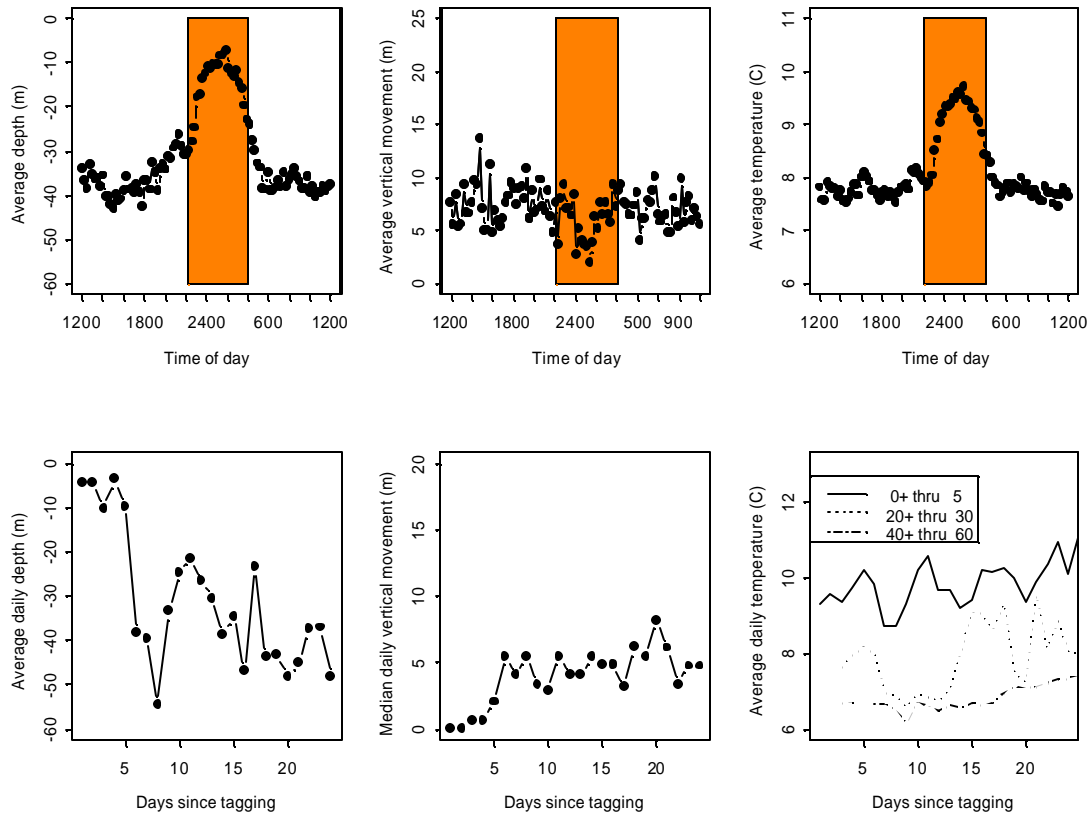 Average depth (m)
0
-10
-20
-30
-40
-50
-60
1200 1800 2400 600 1200
Time of day
Average vertical movement (m)
25
20
15
10
5
0
1200 1800 2400 500 900
Time of day
Average temperature (C)
11
10
9
8
7
6
1200 1800 2400 600 1200
Time of day
Average daily depth (m)
0
-10
-20
-30
-40
-50
-60
5 10 15 20
Days since tagging
Median daily vertical movement (m)
20
15
10
5
0
5 10 15 20
Days since tagging
Average daily temperature (C)
12
10
8
6
0+ thru 5
20+ thru 30
40+ thru 60
5 10 15 20
Days since tagging